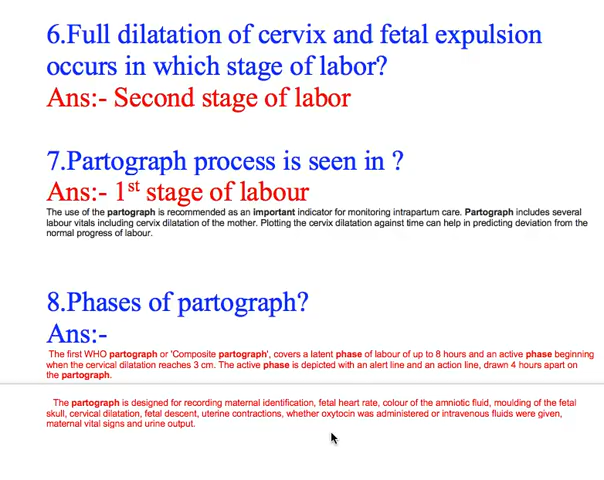 6.Full dilatation of cervix and fetal expulsion
occurs in which stage of labor?
Ans:- Second stage of labor
7.Partograph process is seen in ?
Ans:- 1st stage of labour
The use of the partograph is recommended as an important indicator for monitoring intrapartum care. Partograph includes several
labour vitals including cervix dilatation of the mother. Plotting the cervix dilatation against time can help in predicting deviation from the
normal progress of labour.
8.Phases of partograph?
Ans:-
The first WHO partograph or 'Composite partograph', covers a latent phase of labour of up to 8 hours and an active phase beginning
when the cervical dilatation reaches 3 cm. The active phase is depicted with an alert line and an action line, drawn 4 hours apart on
the partograph.
The partograph is designed for recording maternal identification, fetal heart rate, colour of the amniotic fluid, moulding of the fetal
skull, cervical dilatation, fetal descent, uterine contractions, whether oxytocin was administered or intravenous fluids were given,
maternal vital signs and urine output.